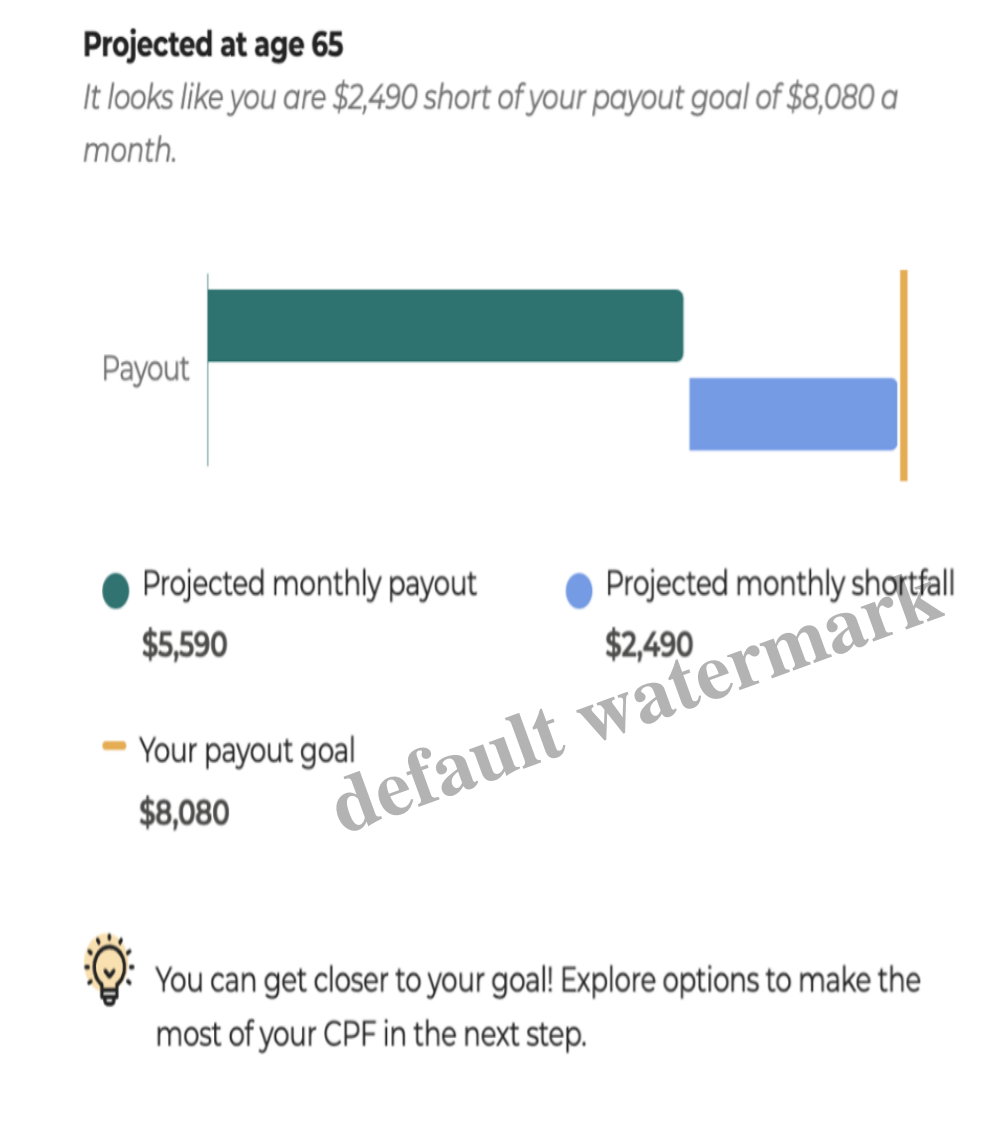 Projected at age 65
It looks like you are $2,490 short of your payout goal of $8,080 a
month.
Payout
Projected monthly payout
$5,590
Projected monthly shortfall
$2,490
Your payout goal
$8,080
default watermark
You can get closer to your goal! Explore options to make the
most of your CPF in the next step.